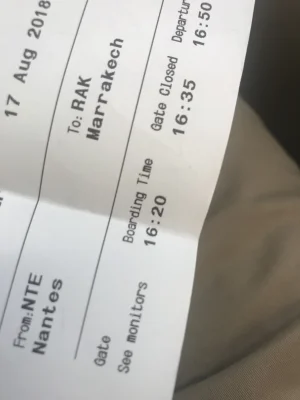 17 Aug 2018
From:NTE
Nantes
To: RAK
Marrakech
Gate
See monitors
Boarding Time
16:20
Gate Closed
16:35
16:50